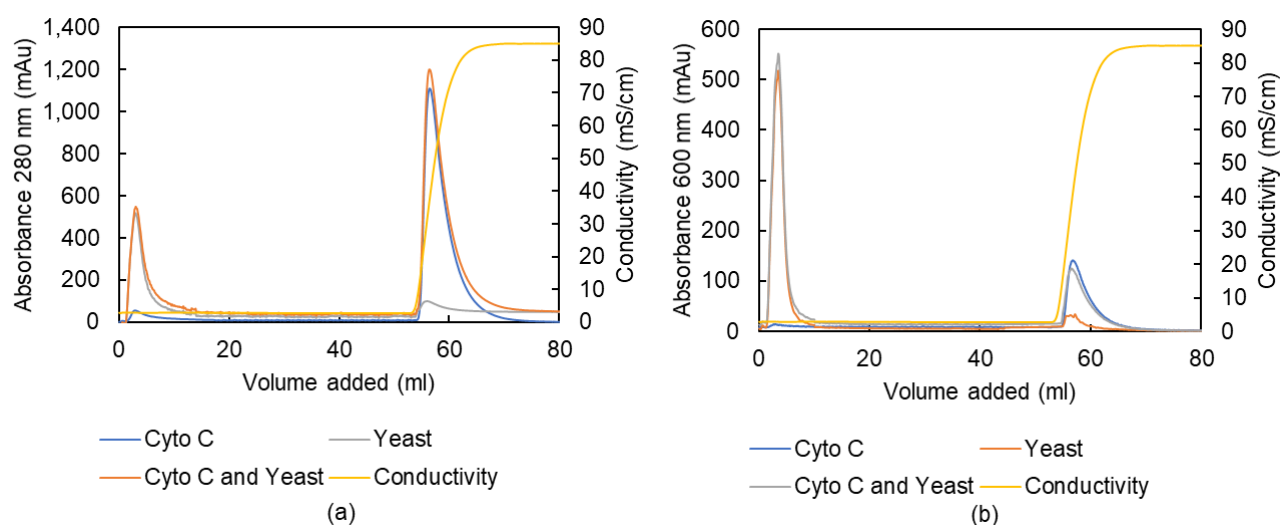 Absorbance 280 nm (mAu)
1,400
1,200
1,000
800
600
400
200
0
90
80
70
60
50
40
30
20
10
0
Conductivity (mS/cm)
0 20 40 60 80
Volume added (ml)
Cyto C Yeast
Cyto C and Yeast Conductivity
(a)
Absorbance 600 nm (mAu)
600
500
400
300
200
100
0
90
80
70
60
50
40
30
20
10
0
Conductivity (mS/cm)
0 20 40 60 80
Volume added (ml)
Cyto C Yeast
Cyto C and Yeast Conductivity
(b)